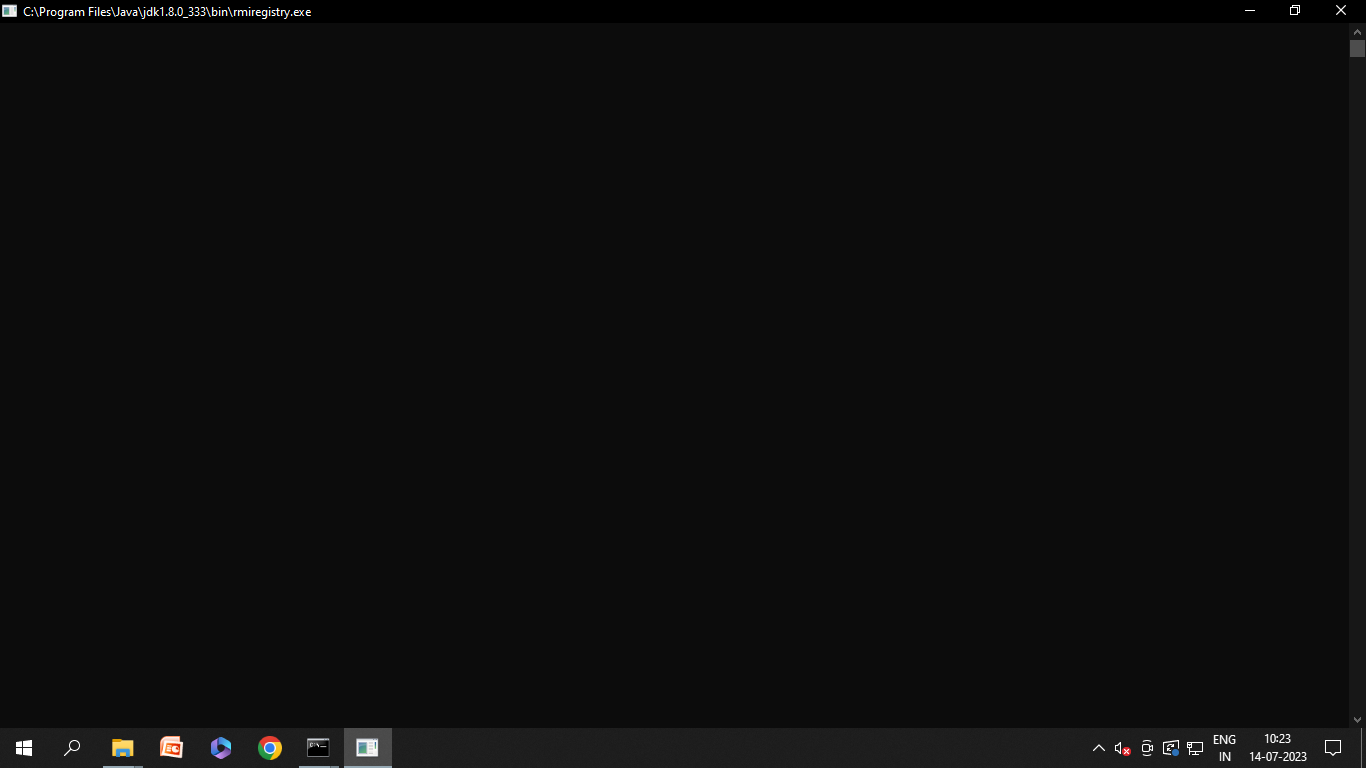 C:\Program Files\Java\jdk1.8.0_333\bin\rmiregistry.exe
ENG
IN
10:23
14-07-2023